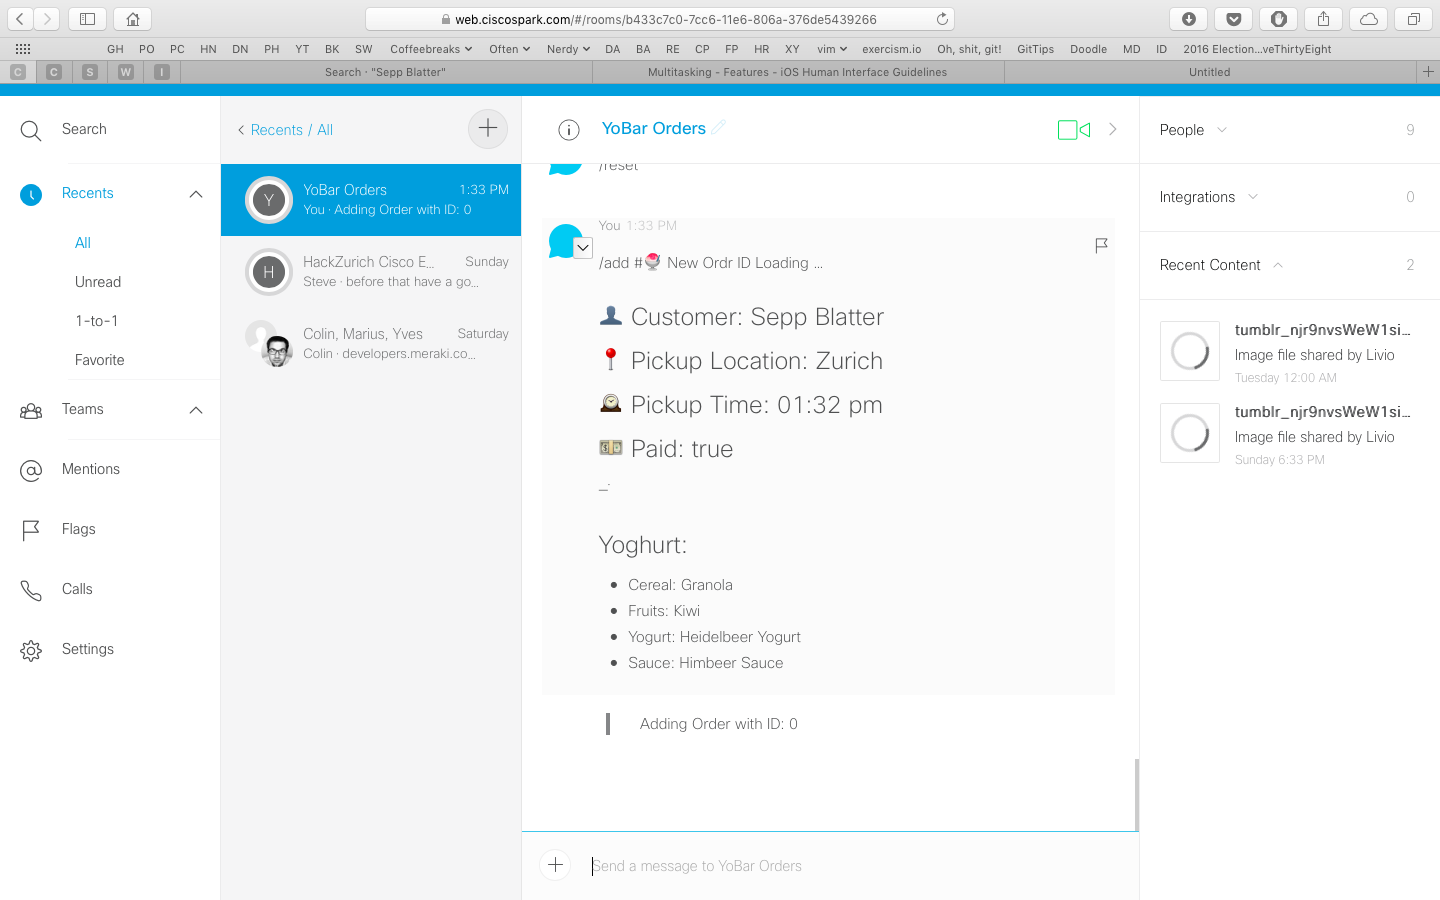 web.ciscospark.com/#/rooms/b433c7c0-7cc6-11e6-806a-376de5439266
GH PO PC HN DN PH YT BK SW Coffeebreaks Often Nerdy DA BA RE CP FP HR XY vim exercism.io Oh, shit, git! GitTips Doodle MD ID 2016 Election...veThirtyEight
C C S W I Search · "Sepp Blatter" Multitasking - Features - iOS Human Interface Guidelines Untitled
Search
Recents
All
Unread
1-to-1
Favorite
Teams
Mentions
Flags
Calls
Settings
Recents / All
Y
YoBar Orders 1:33 PM
You · Adding Order with ID: 0
H
HackZurich Cisco E... Sunday
Steve · before that have a go...
Colin, Marius, Yves Saturday
Colin · developers.meraki.co...
YoBar Orders
/reset
You 1:33 PM
/add # New Ordr ID Loading ...
Customer: Sepp Blatter
Pickup Location: Zurich
Pickup Time: 01:32 pm
Paid: true
Yoghurt:
Cereal: Granola
Fruits: Kiwi
Yogurt: Heidelbeer Yogurt
Sauce: Himbeer Sauce
Adding Order with ID: 0
Send a message to YoBar Orders
People 9
Integrations 0
Recent Content 2
tumblr_njr9nvsWeW1si...
Image file shared by Livio
Tuesday 12:00 AM
tumblr_njr9nvsWeW1si...
Image file shared by Livio
Sunday 6:33 PM